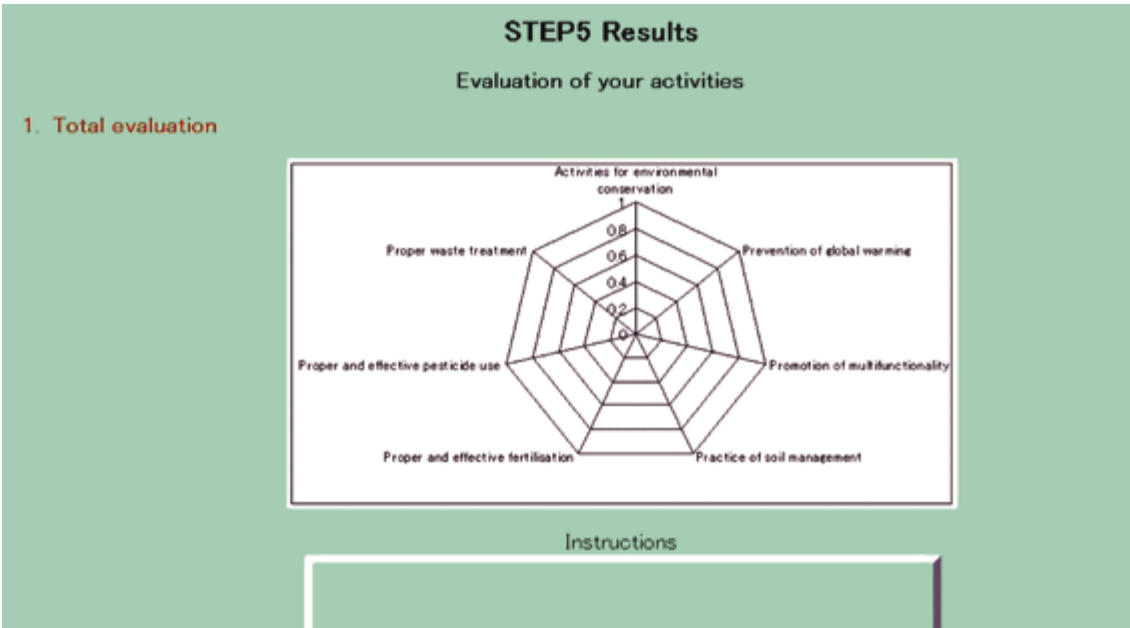 STEP5 Results
Evaluation of your activities
1. Total evaluation
Activities for environmental
conservation
1
0.8
Proper waste treatment
Prevention of global warming
0.6
0.4
0.2
0
Proper and effective pesticide use
Promotion of multifunctionality
Proper and effective fertilisation
Practice of soil management
Instructions